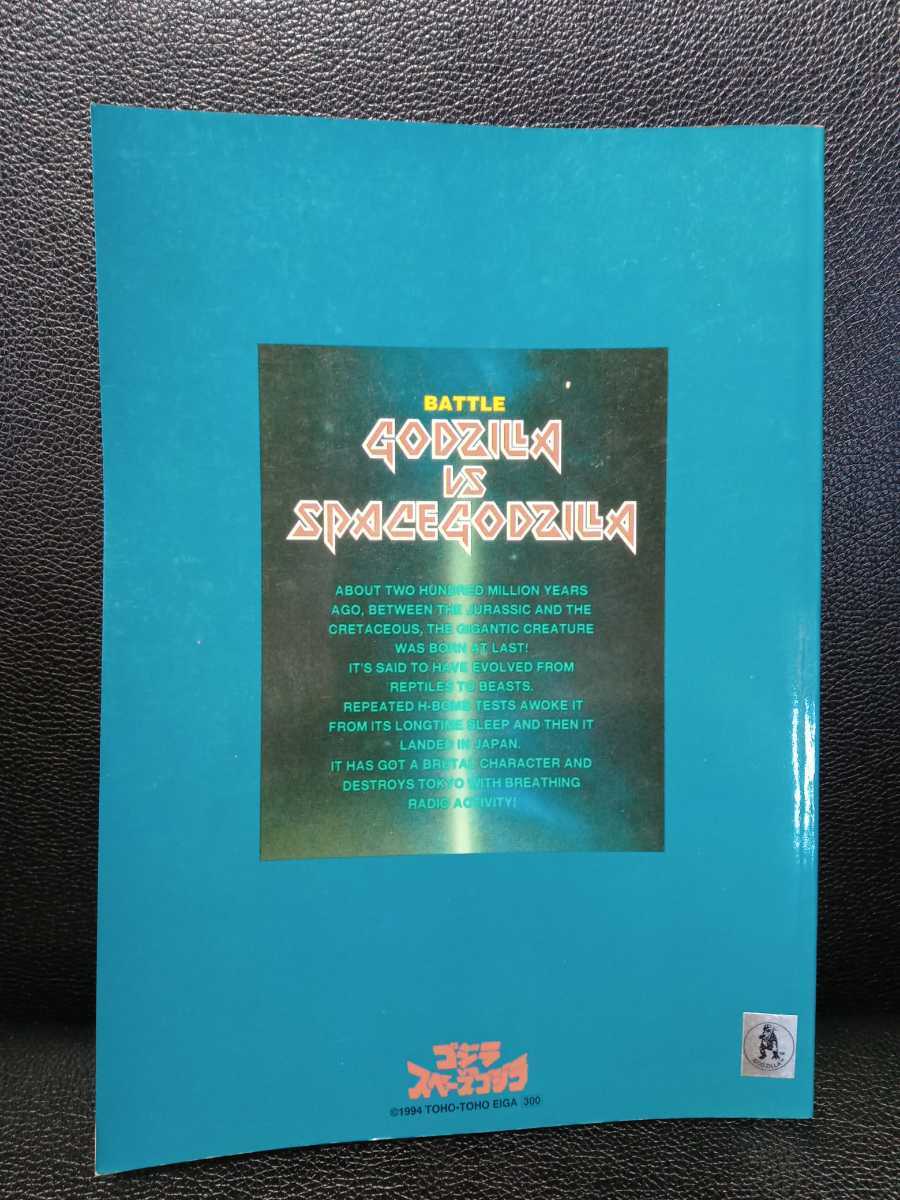 BATTLE
GODZILLA
VS
SPACEGODZILLA
ABOUT TWO HUNDRED MILLION YEARS
AGO, BETWEEN THE JURASSIC AND THE
CRETACEOUS, THE GIGANTIC CREATURE
WAS BORN AT LAST!
IT'S SAID TO HAVE EVOLVED FROM
REPTILES TO BEASTS.
REPEATED H-BOMB TESTS AWOKE IT
FROM ITS LONGTIME SLEEP AND THEN IT
LANDED IN JAPAN.
IT HAS GOT A BRUTAL CHARACTER AND
DESTROYS TOKYO WITH BREATHING
RADIO ACTIVITY!
GODZILLA TM
ゴジラ
VS
スペースゴジラ
©1994 TOHO-TOHO EIGA 300